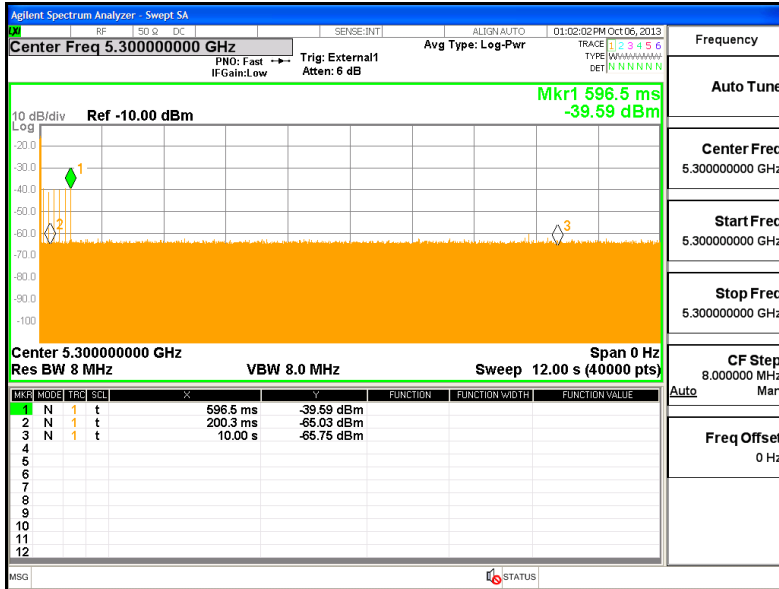 Agilent Spectrum Analyzer - Swept SA
LXI RF 50 Ω DC SENSE:INT ALIGN AUTO 01:02:02 PM Oct 06, 2013
Center Freq 5.300000000 GHz
PNO: Fast
IFGain:Low
Trig: External1
Atten: 6 dB
Avg Type: Log-Pwr
TRACE 1 2 3 4 5 6
TYPE WWWWWW
DET N N N N N N
Mkr1 596.5 ms
-39.59 dBm
10 dB/div Ref -10.00 dBm
Log
-20.0
-30.0
-40.0
-50.0
-60.0
-70.0
-80.0
-90.0
-100
1
2
3
Center 5.300000000 GHz Span 0 Hz
Res BW 8 MHz VBW 8.0 MHz Sweep 12.00 s (40000 pts)
MKR MODE TRC SCL X Y FUNCTION FUNCTION WIDTH FUNCTION VALUE
1 N 1 t 596.5 ms -39.59 dBm
2 N 1 t 200.3 ms -65.03 dBm
3 N 1 t 10.00 s -65.75 dBm
4
5
6
7
8
9
10
11
12
MSG STATUS
Frequency
Auto Tune
Center Freq
5.300000000 GHz
Start Freq
5.300000000 GHz
Stop Freq
5.300000000 GHz
CF Step
8.000000 MHz
Auto Man
Freq Offset
0 Hz